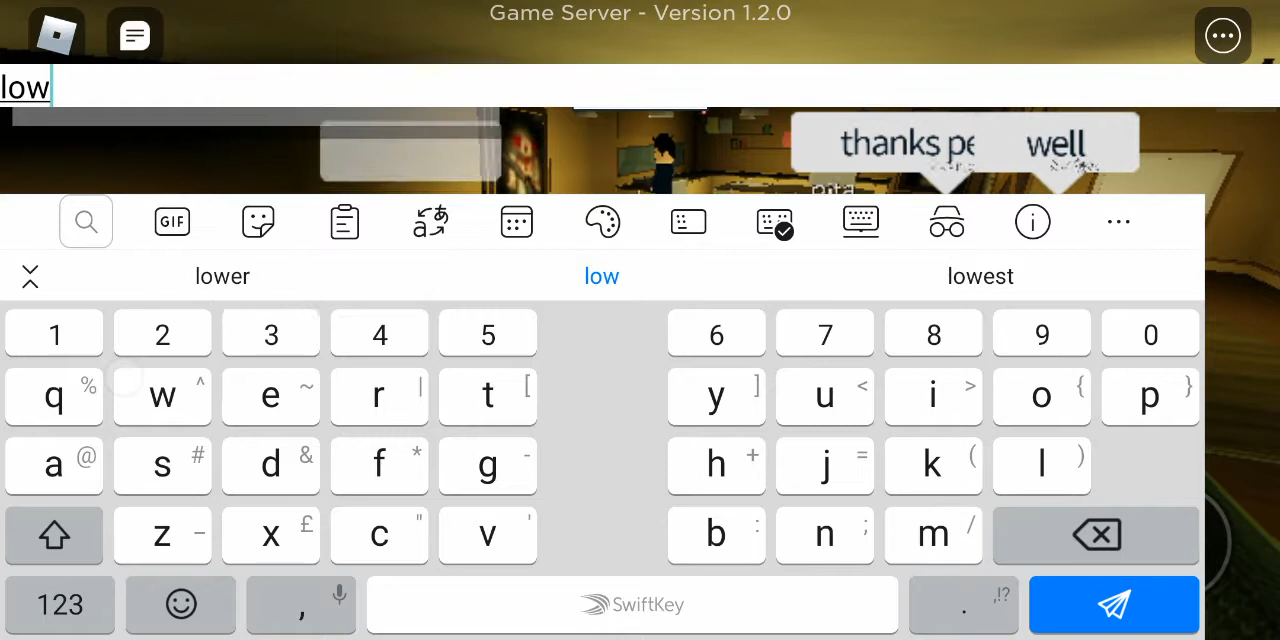 Game Server - Version 1.2.0
low
thanks pe
well
GIF
lower low lowest
1 2 3 4 5 6 7 8 9 0
q % w ^ e ~ r | t [ y ] u < i > o { p }
a @ s # d & f * g - h + j = k ( l )
z _ x £ c " v ' b : n ; m /
123 , SwiftKey . ,!?